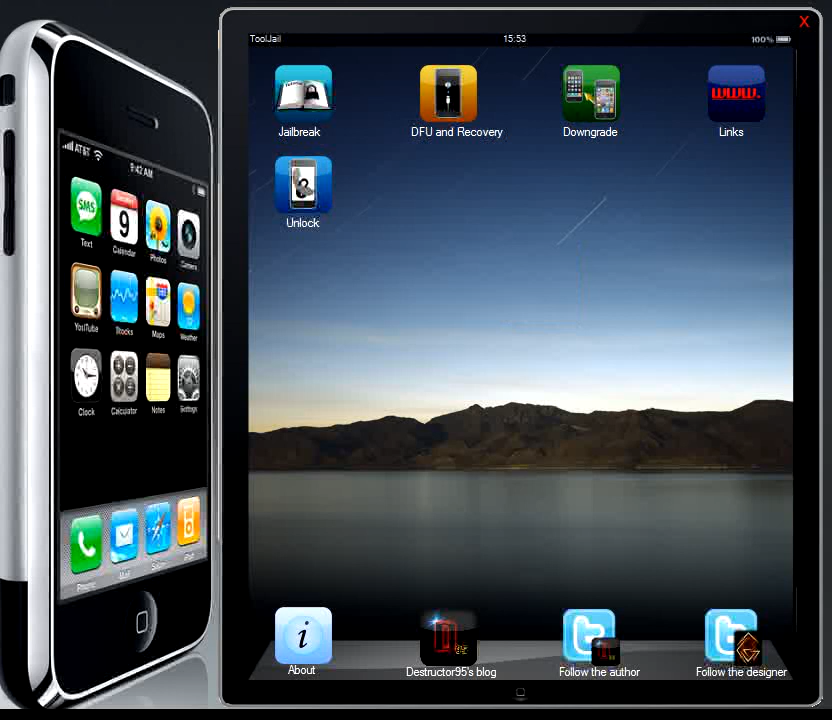 X
ToolJail
15:53
100%
Jailbreak
DFU and Recovery
WWW.
Downgrade
Links
Unlock
About
Destructor95's blog
Follow the author
Follow the designer
AT&T
9:42 AM
SMS
9
Text
Calendar
Photos
Camera
YouTube
Stocks
Maps
Weather
Clock
Calculator
Notes
Settings
Phone
Mail
Safari
iPod